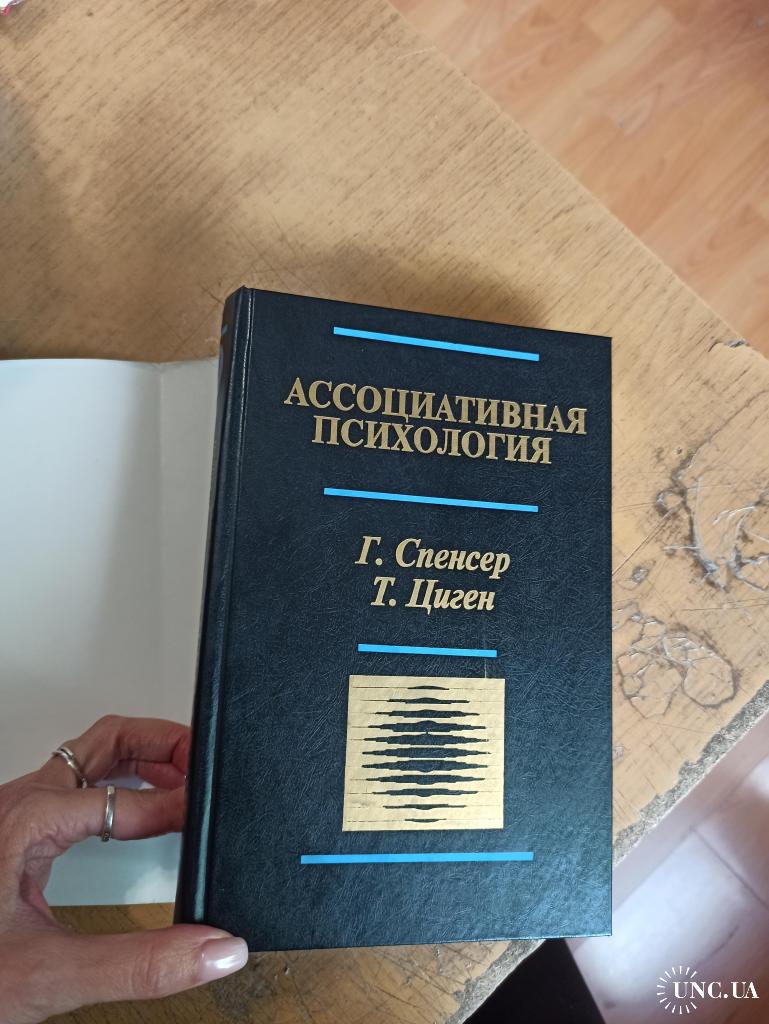 АССОЦИАТИВНАЯ
ПСИХОЛОГИЯ
Г. Спенсер
Т. Циген
UNC.UA